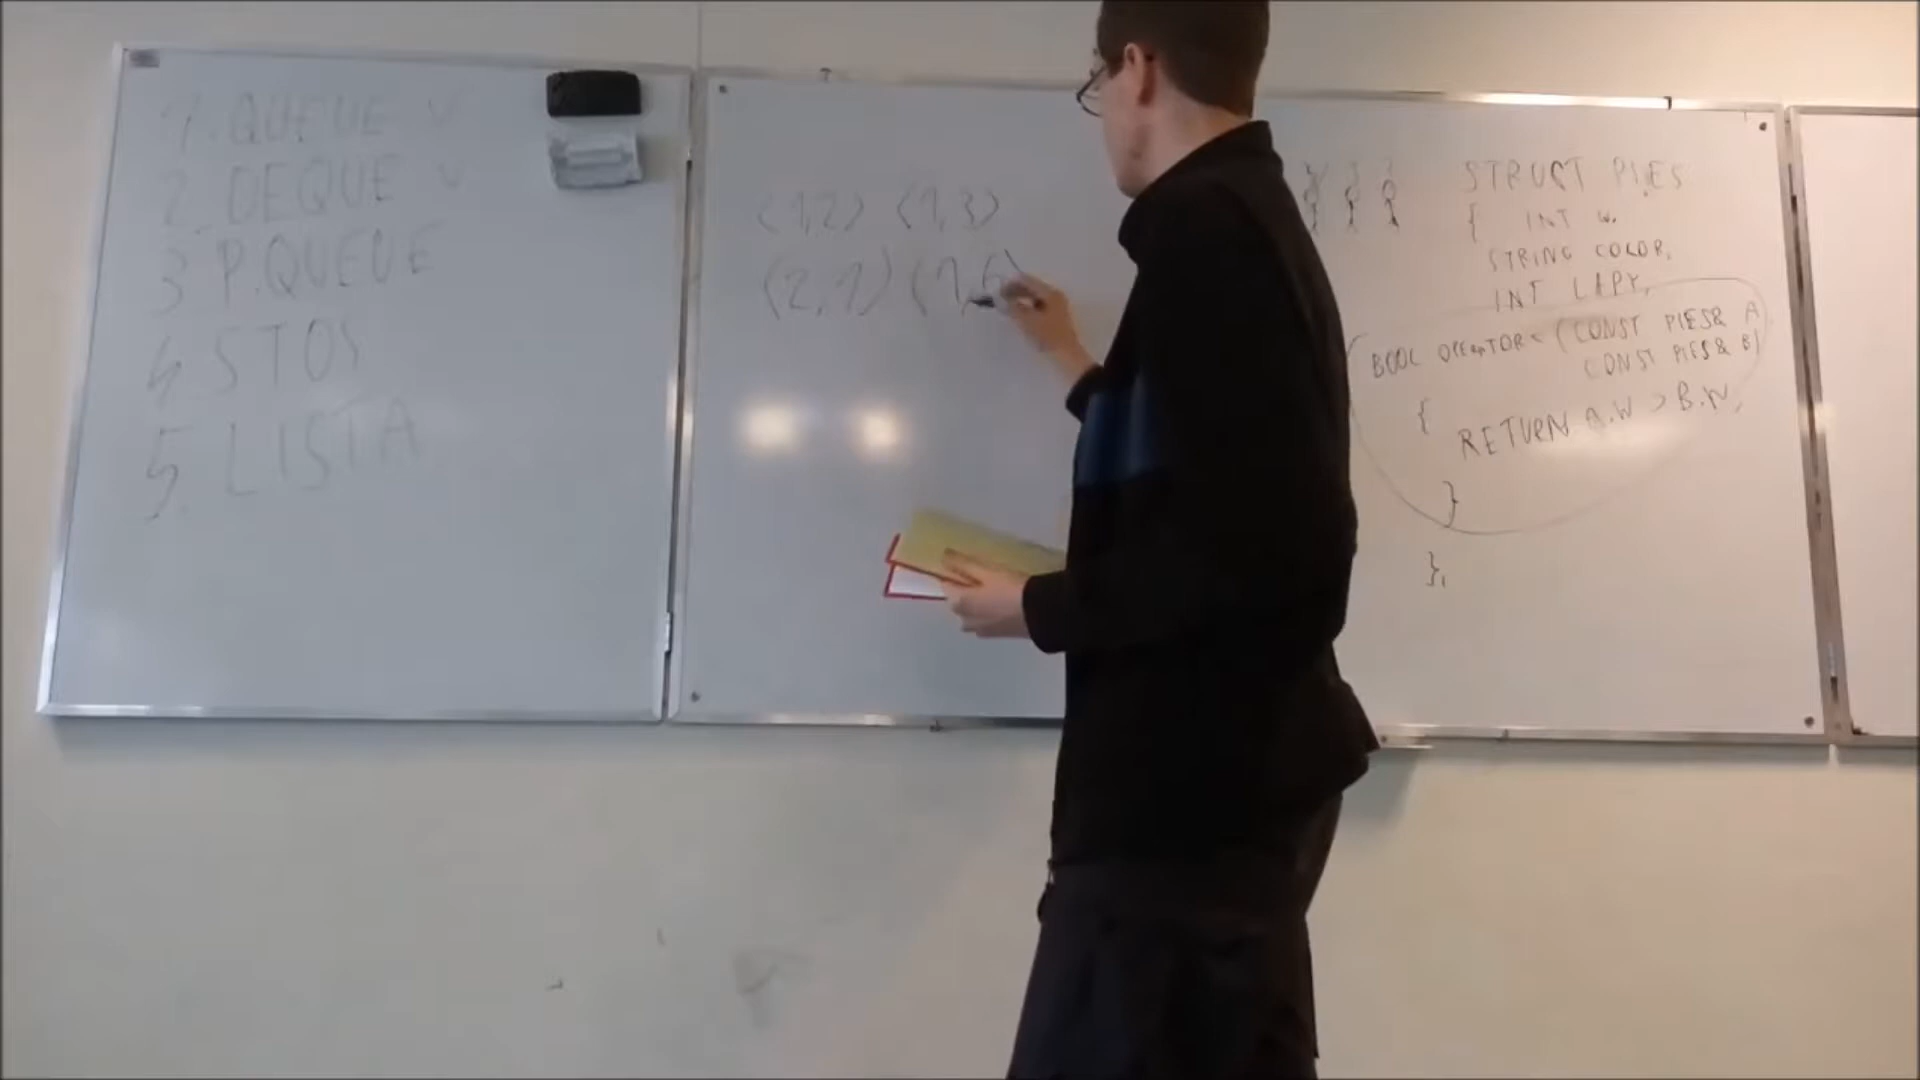 1. QUEUE ✓
2. DEQUE ✓
3 P.QUEUE
4 STOS
5. LISTA
(1,2) (1,3)
(2,1) (1,6)
STRUCT PIES
{ INT W,
STRING COLOR,
INT LAPY,
BOOL OPERATOR< (CONST PIES& A
CONST PIES& B)
{
RETURN A.W > B.W,
}
},